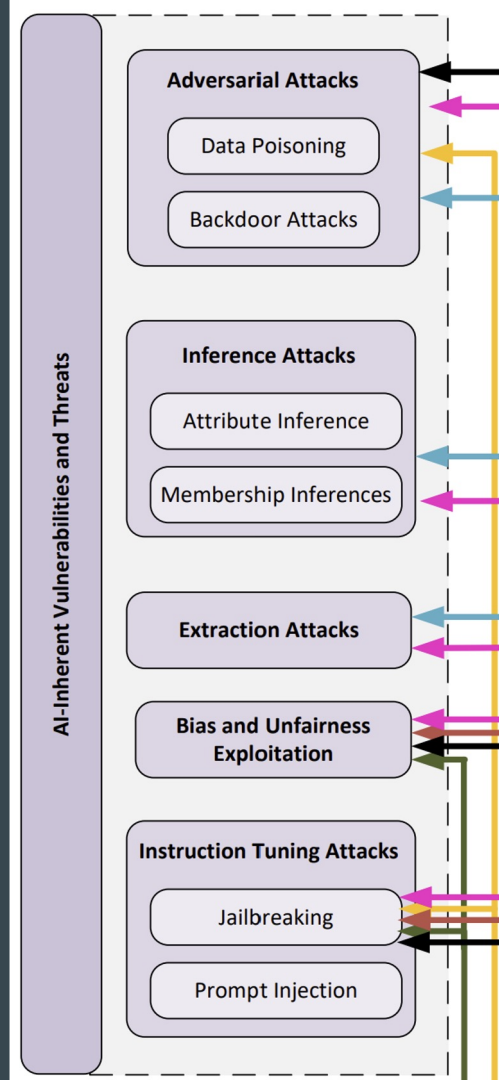 AI-Inherent Vulnerabilities and Threats
Adversarial Attacks
Data Poisoning
Backdoor Attacks
Inference Attacks
Attribute Inference
Membership Inferences
Extraction Attacks
Bias and Unfairness
Exploitation
Instruction Tuning Attacks
Jailbreaking
Prompt Injection